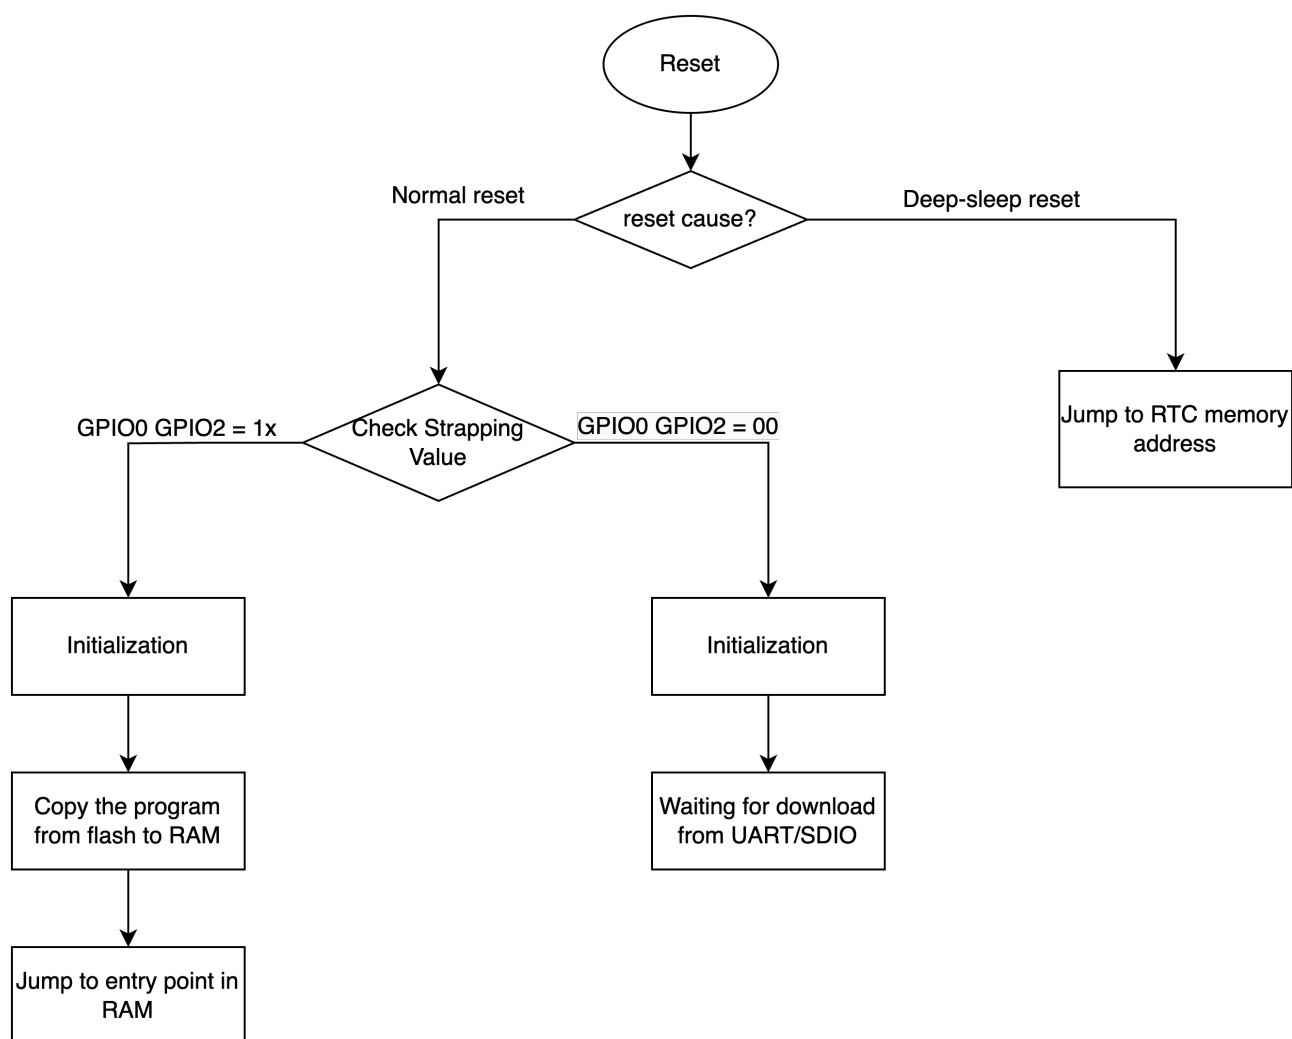 Reset
reset cause?
Normal reset
Deep-sleep reset
Jump to RTC memory
address
Check Strapping
Value
GPIO0 GPIO2 = 1x
GPIO0 GPIO2 = 00
Initialization
Initialization
Copy the program
from flash to RAM
Waiting for download
from UART/SDIO
Jump to entry point in
RAM